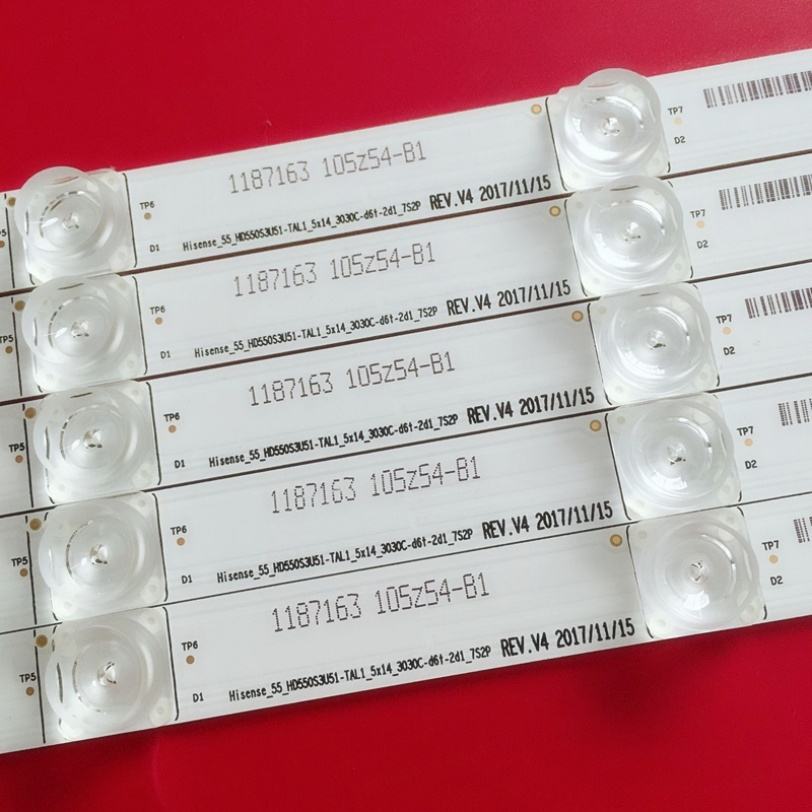 1187163 105z54-B1
TP7
D2
TP6
D1
Hisense_55_HD550S3U51-TAL1_5x14_3030C-d6t-2d1_7S2P REV.V4 2017/11/15
1187163 105z54-B1
TP7
D2
TP5
TP6
D1
Hisense_55_HD550S3U51-TAL1_5x14_3030C-d6t-2d1_7S2P REV.V4 2017/11/15
1187163 105z54-B1
TP7
D2
TP5
TP6
D1
Hisense_55_HD550S3U51-TAL1_5x14_3030C-d6t-2d1_7S2P REV.V4 2017/11/15
1187163 105z54-B1
TP7
D2
TP5
TP6
D1
Hisense_55_HD550S3U51-TAL1_5x14_3030C-d6t-2d1_7S2P REV.V4 2017/11/15
1187163 105z54-B1
TP7
D2
TP5
TP6
D1
Hisense_55_HD550S3U51-TAL1_5x14_3030C-d6t-2d1_7S2P REV.V4 2017/11/15